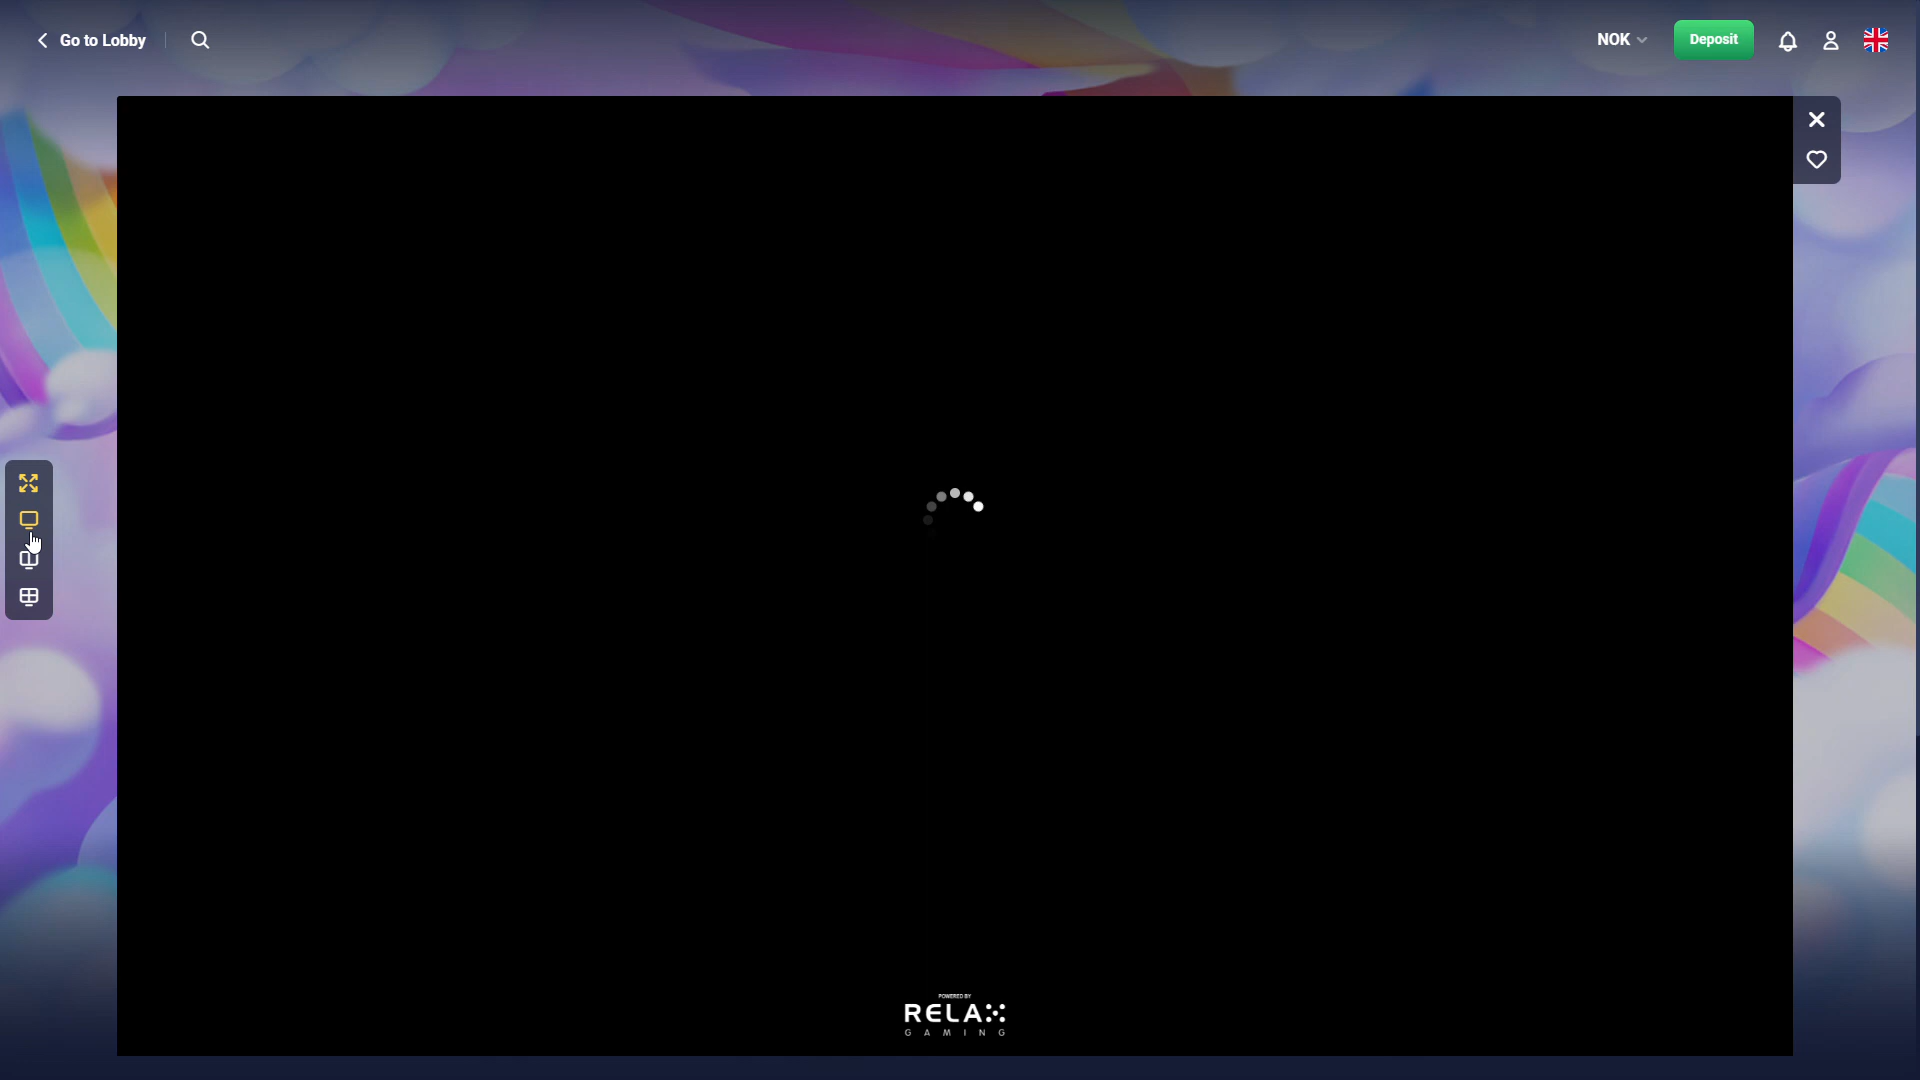 Go to Lobby
NOK
Deposit
POWERED BY
RELAX
GAMING